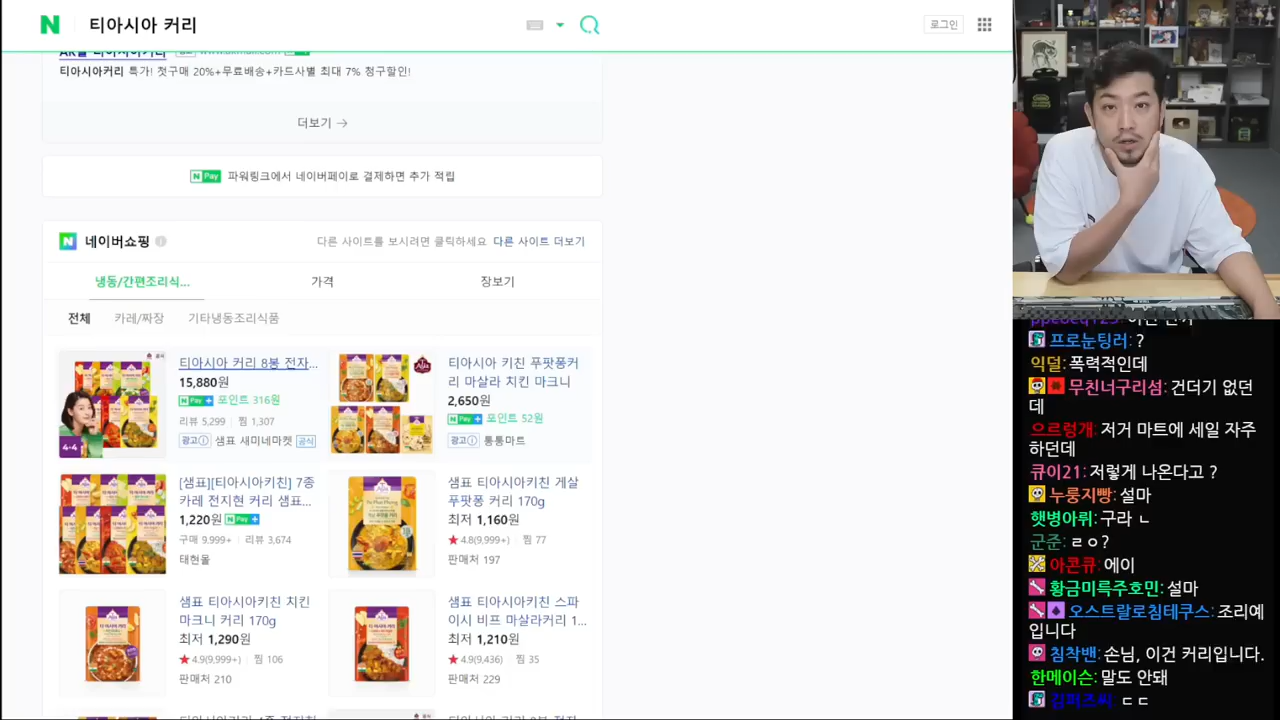 티아시아 커리
로그인
티아시아커리 특가! 첫구매 20%+무료배송+카드사별 최대 7% 청구할인!
더보기 →
N Pay 파워링크에서 네이버페이로 결제하면 추가 적립
N 네이버쇼핑
다른 사이트를 보시려면 클릭하세요 다른 사이트 더보기
냉동/간편조리식...
가격
장보기
전체
카레/짜장
기타냉동조리식품
티아시아 커리 8봉 전자...
15,880원
N Pay + 포인트 316원
리뷰 5,299 찜 1,307
광고 샘표 새미네마켓 공식
4+4
티아시아 키친 푸팟퐁커
리 마살라 치킨 마크니
2,650원
N Pay + 포인트 52원
광고 통통마트
[샘표][티아시아키친] 7종
카레 전지현 커리 샘표...
1,220원 N Pay +
구매 9,999+ 리뷰 3,674
태현몰
샘표 티아시아키친 게살
푸팟퐁 커리 170g
최저 1,160원
★ 4.8(9,999+) 찜 77
판매처 197
샘표 티아시아키친 치킨
마크니 커리 170g
최저 1,290원
★ 4.9(9,999+) 찜 106
판매처 210
샘표 티아시아키친 스파
이시 비프 마살라커리 1...
최저 1,210원
★ 4.9(9,436) 찜 35
판매처 229
프로눈팅러: ?
익덜: 폭력적인데
무친너구리섬: 건더기 없던
데
으르렁개: 저거 마트에 세일 자주
하던데
큐이21: 저렇게 나온다고 ?
누룽지빵: 설마
햇병아뤼: 구라 ㄴ
군준: ㄹㅇ?
아콘큐: 에이
황금미륵주호민: 설마
오스트랄로침테쿠스: 조리예
입니다
침착밴: 손님, 이건 커리입니다.
한메이슨: 말도 안돼
김퍼즈씨: ㄷㄷ